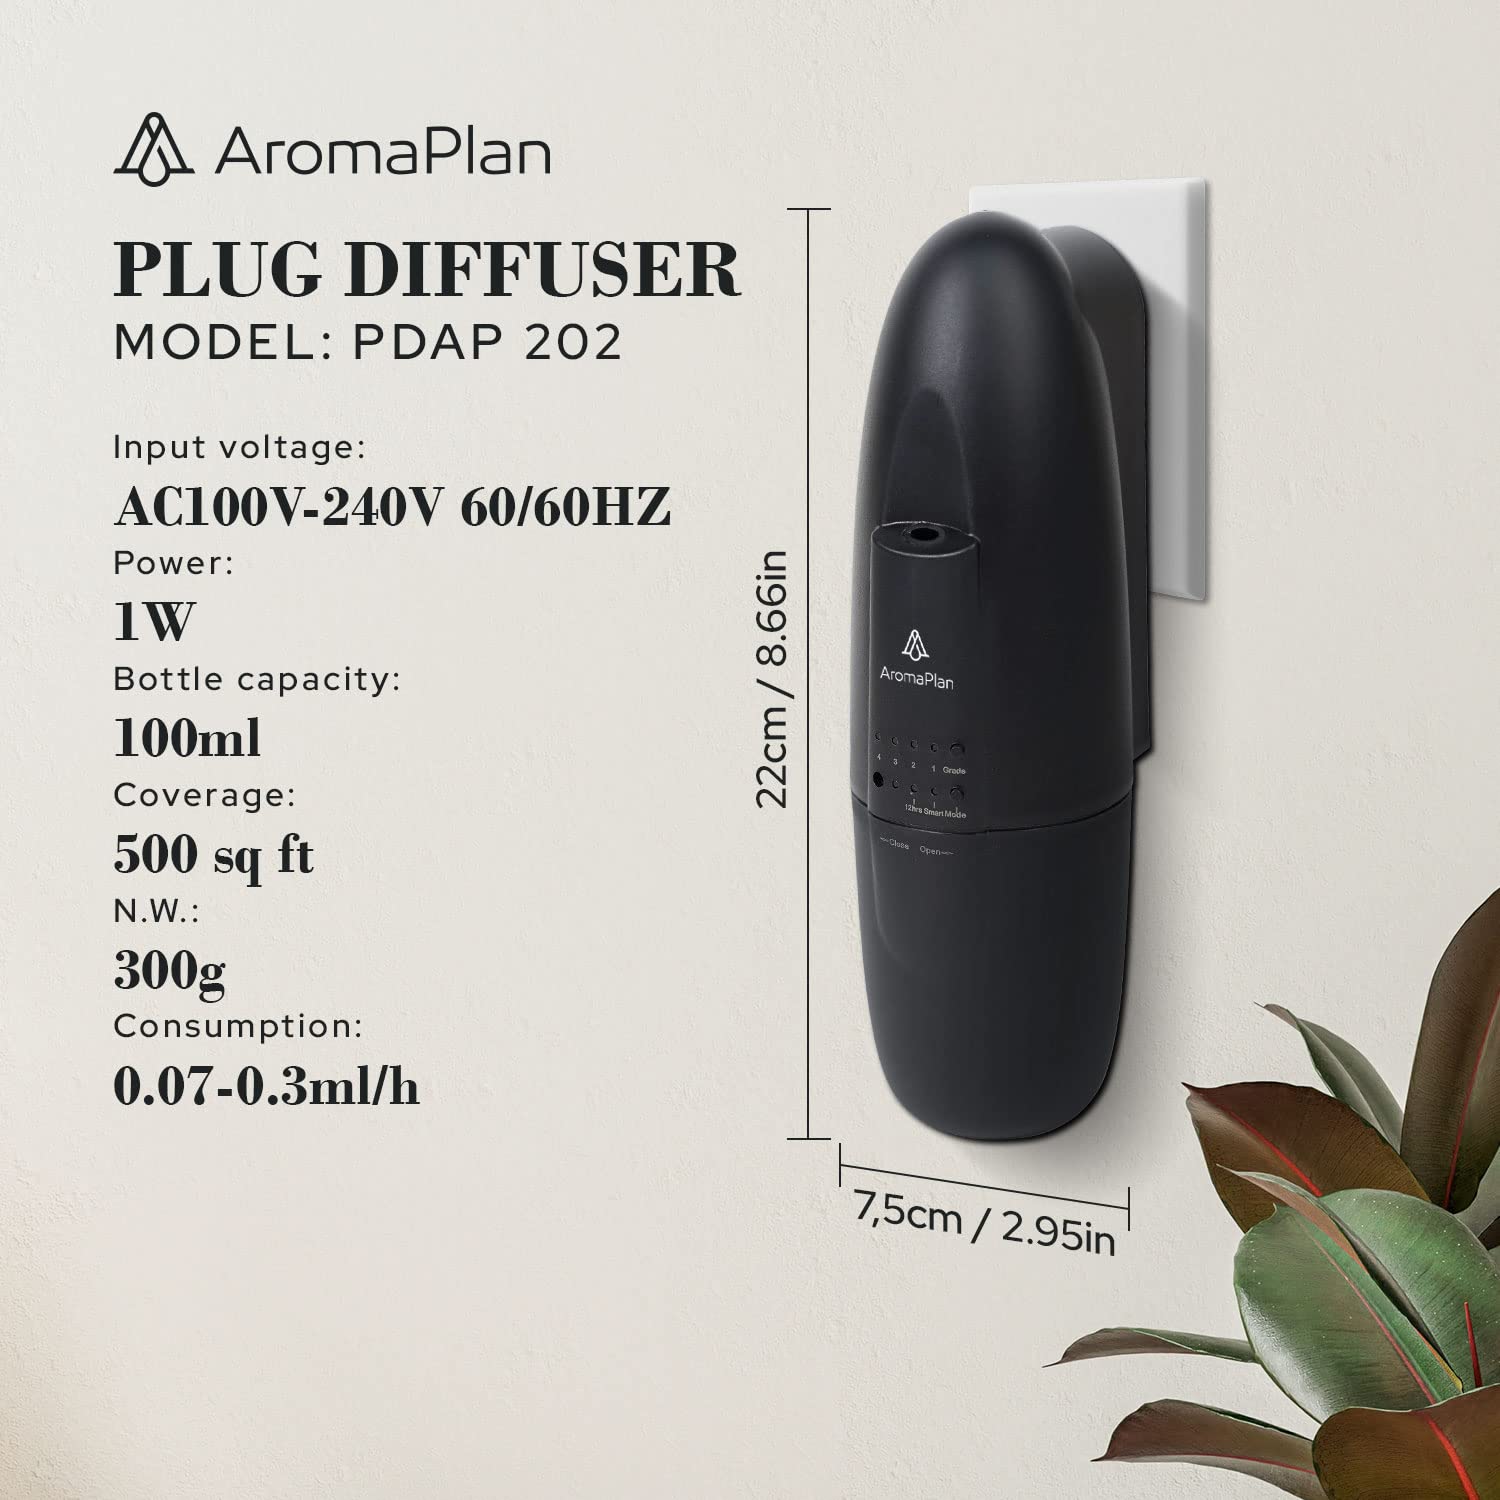 AromaPlan
PLUG DIFFUSER
MODEL: PDAP 202
Input voltage:
AC100V-240V 60/60HZ
Power:
1W
Bottle capacity:
100ml
Coverage:
500 sq ft
N.W.:
300g
Consumption:
0.07-0.3ml/h
22cm / 8.66in
AromaPlan
4 3 2 1 Grade
12hrs Smart Mode
Close Open
7,5cm / 2.95in